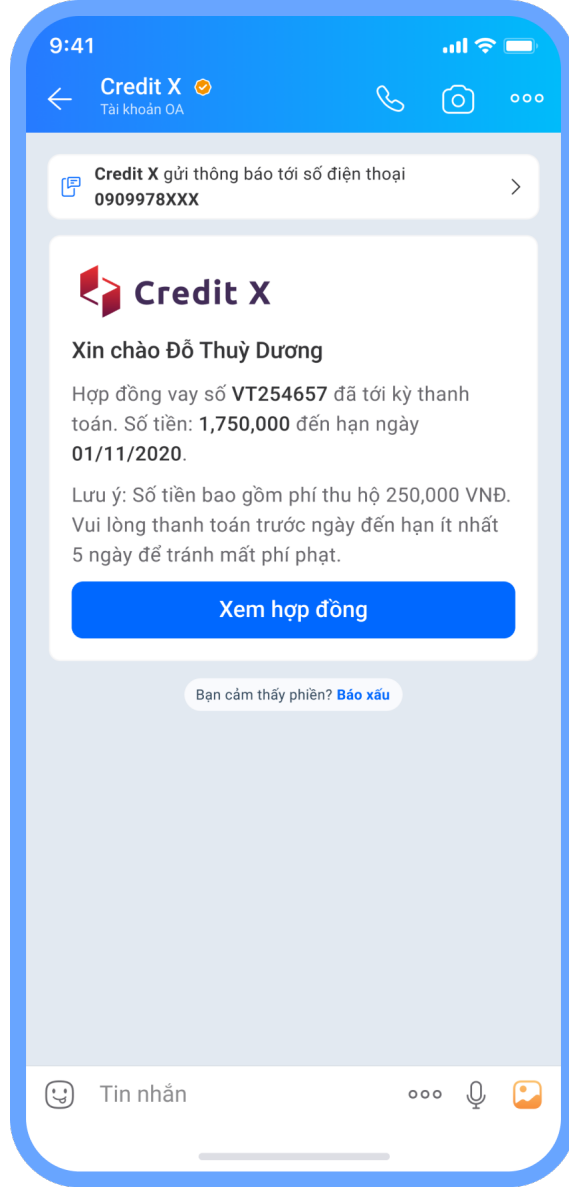 9:41
Credit X
Tài khoản OA
Credit X gửi thông báo tới số điện thoại
0909978XXX
Credit X
Xin chào Đỗ Thuỳ Dương
Hợp đồng vay số VT254657 đã tới kỳ thanh
toán. Số tiền: 1,750,000 đến hạn ngày
01/11/2020.
Lưu ý: Số tiền bao gồm phí thu hộ 250,000 VNĐ.
Vui lòng thanh toán trước ngày đến hạn ít nhất
5 ngày để tránh mất phí phạt.
Xem hợp đồng
Bạn cảm thấy phiền? Báo xấu
Tin nhắn